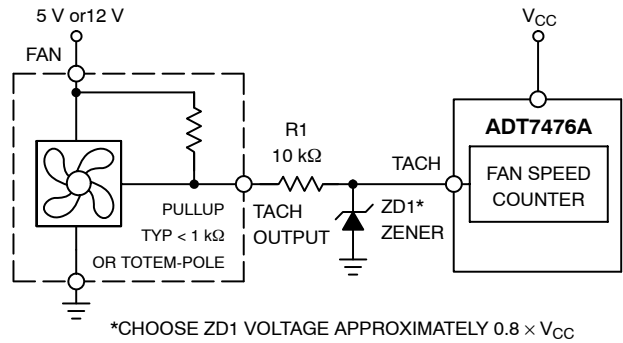 5 V or12 V
FAN
PULLUP
TYP < 1 kΩ
OR TOTEM-POLE
TACH
OUTPUT
R1
10 kΩ
ZD1*
ZENER
TACH
VCC
ADT7476A
FAN SPEED
COUNTER
*CHOOSE ZD1 VOLTAGE APPROXIMATELY 0.8 × VCC